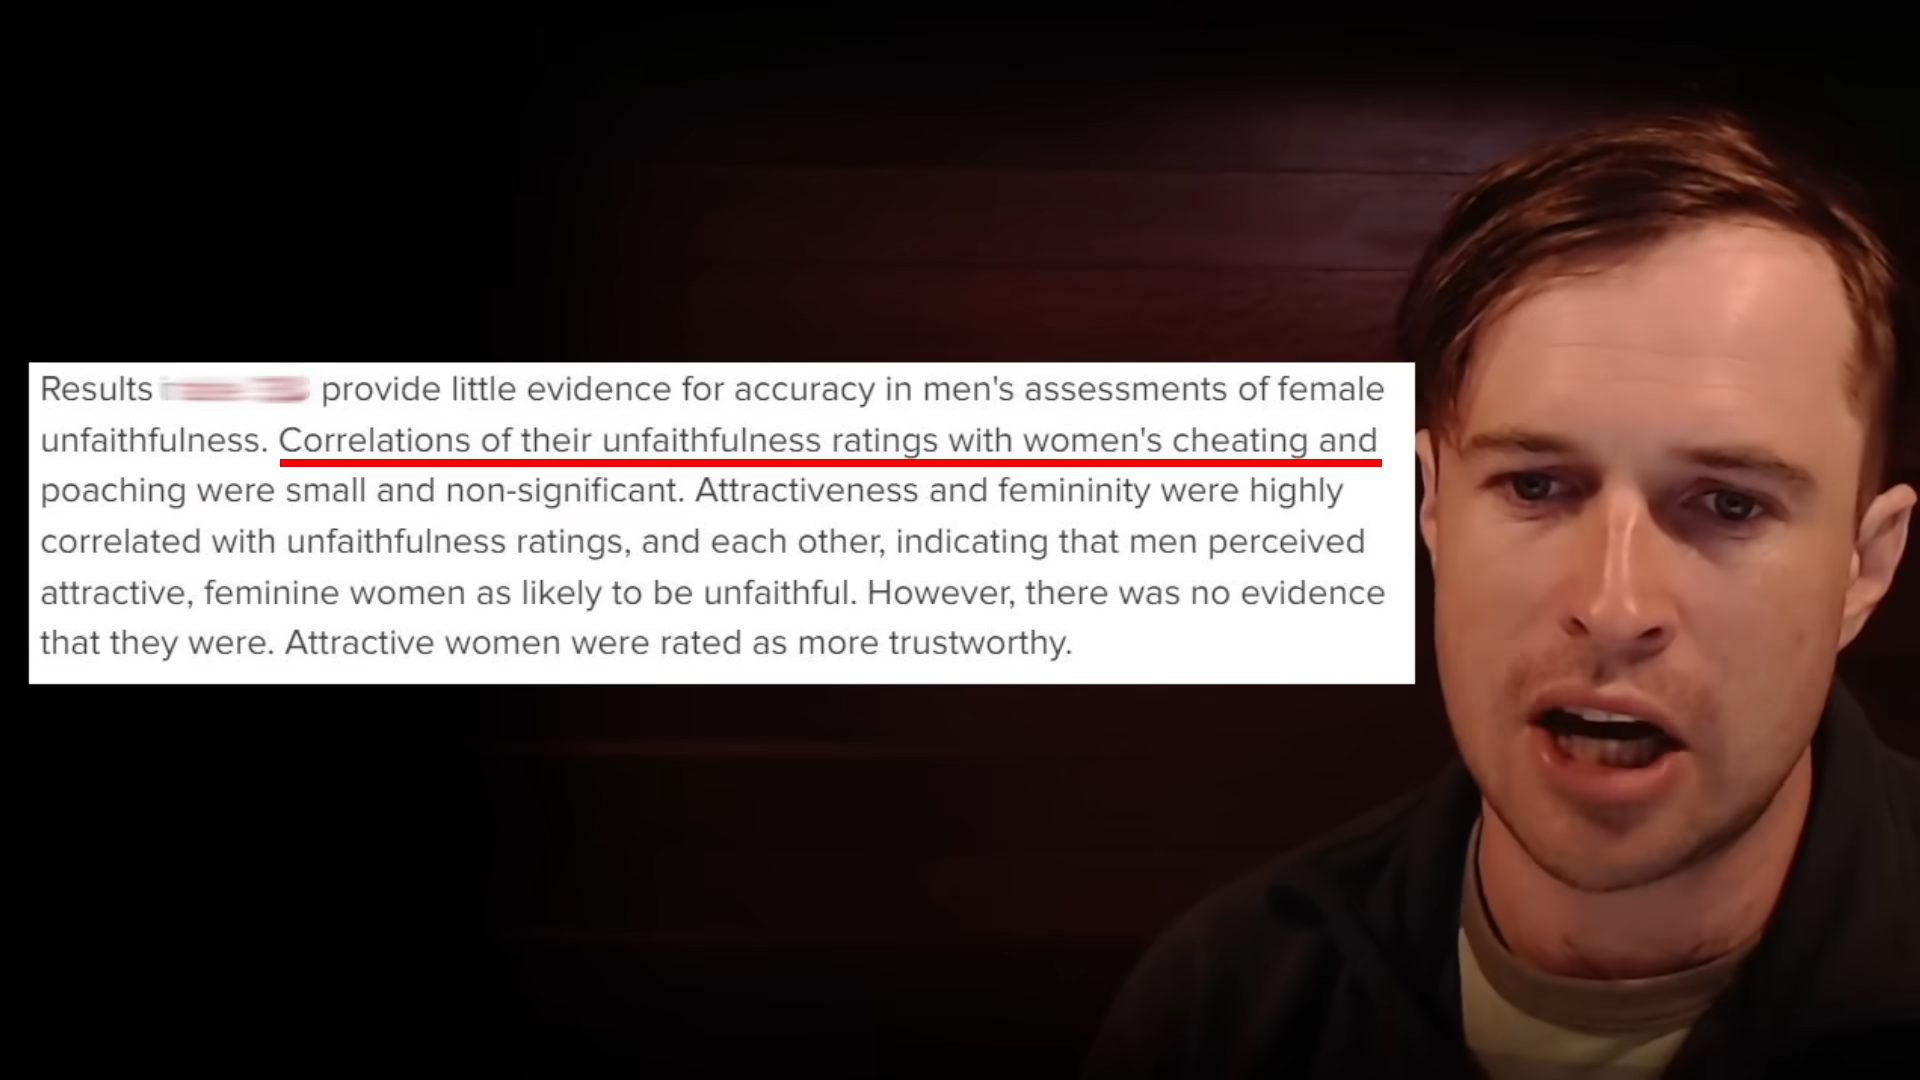 Results provide little evidence for accuracy in men's assessments of female
unfaithfulness. Correlations of their unfaithfulness ratings with women's cheating and
poaching were small and non-significant. Attractiveness and femininity were highly
correlated with unfaithfulness ratings, and each other, indicating that men perceived
attractive, feminine women as likely to be unfaithful. However, there was no evidence
that they were. Attractive women were rated as more trustworthy.